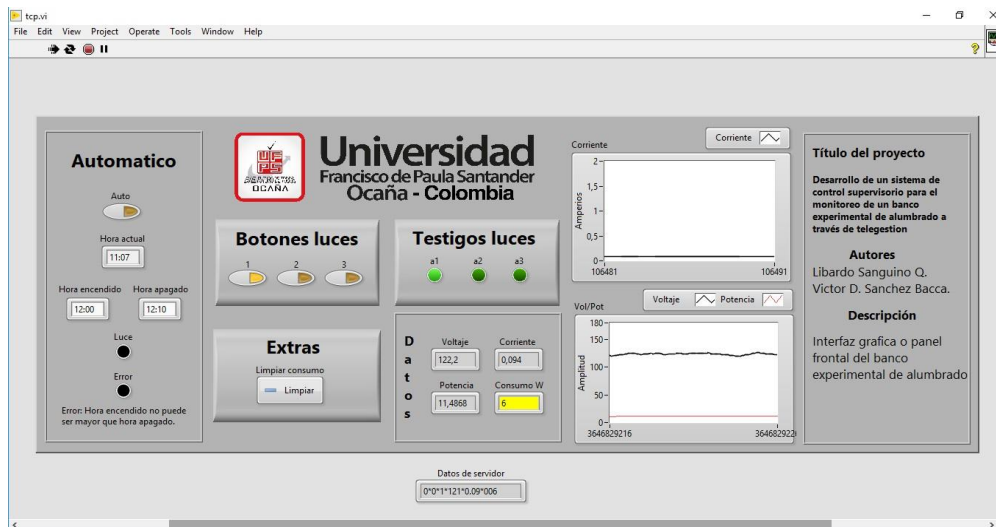 tcp.vi
File Edit View Project Operate Tools Window Help
Automatico
Auto
Hora actual
11:07
Hora encendido Hora apagado
12:00 12:10
Luce
Error
Error: Hora encendido no puede
ser mayor que hora apagado.
UFPS
OCAÑA
Universidad
Francisco de Paula Santander
Ocaña - Colombia
Botones luces
1 2 3
Testigos luces
a1 a2 a3
Extras
Limpiar consumo
Limpiar
Datos
Voltaje Corriente
122,2 0,094
Potencia Consumo W
11,4868 6
Corriente
Corriente
Amperios
2
1,5
1
0,5
0
106481 106491
Vol/Pot
Voltaje Potencia
Amplitud
180
150
100
50
0
3646829216 364682922
Título del proyecto
Desarrollo de un sistema de
control supervisorio para el
monitoreo de un banco
experimental de alumbrado a
través de telegestion
Autores
Libardo Sanguino Q.
Victor D. Sanchez Bacca.
Descripción
Interfaz grafica o panel
frontal del banco
experimental de alumbrado
Datos de servidor
0*0*1*121*0.09*006